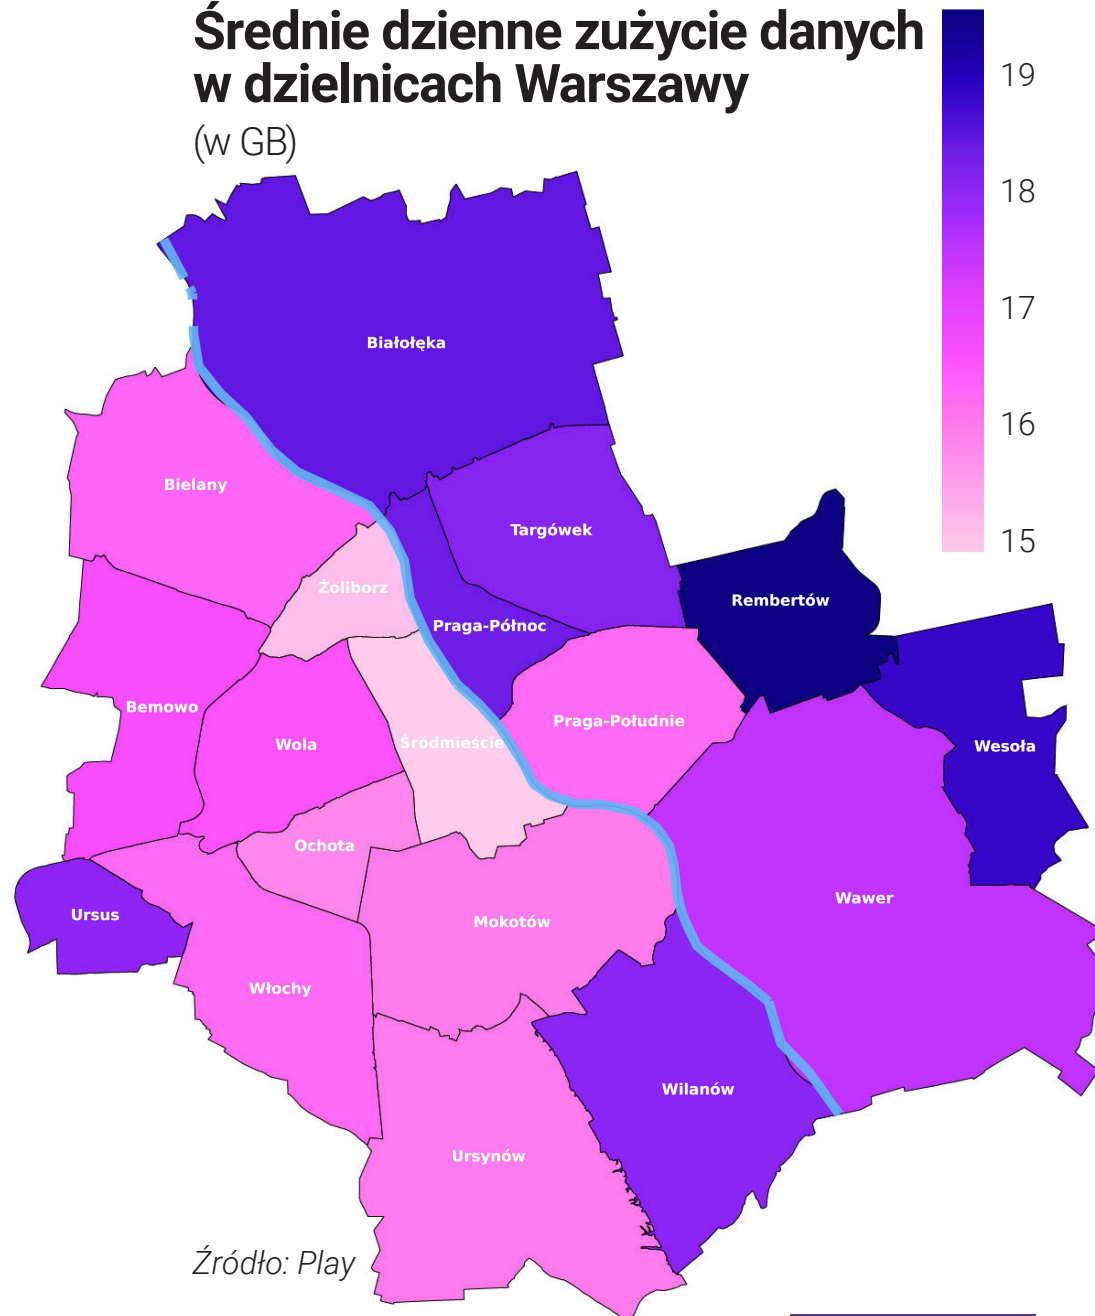 Średnie dzienne zużycie danych
w dzielnicach Warszawy
(w GB)
19
18
17
16
15
Białołęka
Bielany
Targówek
Żoliborz
Rembertów
Praga-Północ
Bemowo
Praga-Południe
Wola
Śródmieście
Wesoła
Ochota
Wawer
Ursus
Mokotów
Włochy
Wilanów
Ursynów
Źródło: Play